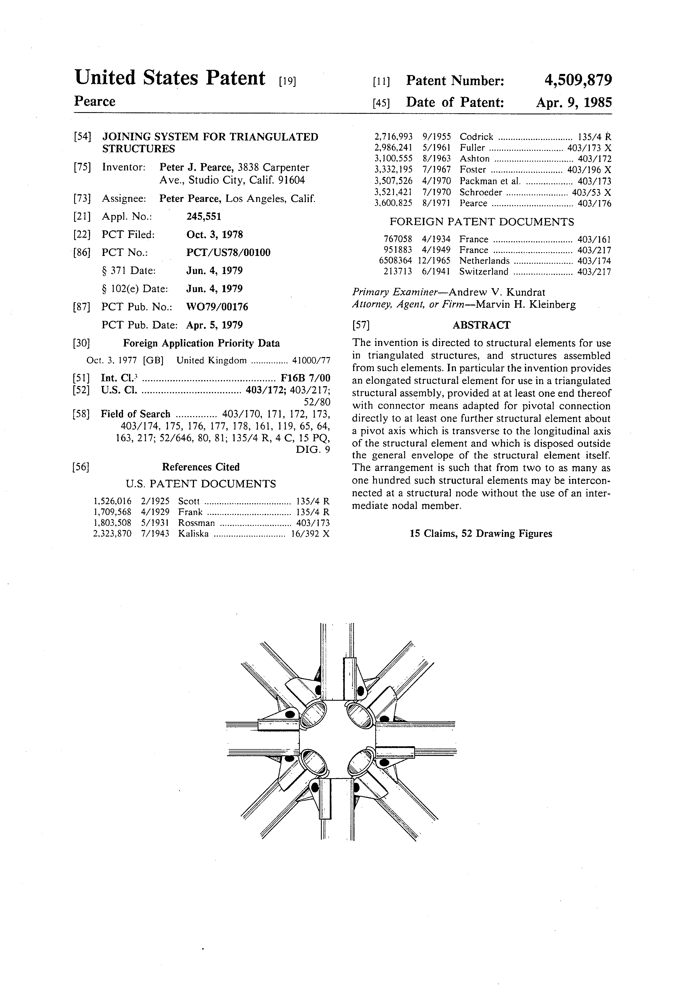 United States Patent [19]
Pearce
[11] Patent Number: 4,509,879
[45] Date of Patent: Apr. 9, 1985
[54] JOINING SYSTEM FOR TRIANGULATED
STRUCTURES
[75] Inventor: Peter J. Pearce, 3838 Carpenter
Ave., Studio City, Calif. 91604
[73] Assignee: Peter Pearce, Los Angeles, Calif.
[21] Appl. No.: 245,551
[22] PCT Filed: Oct. 3, 1978
[86] PCT No.: PCT/US78/00100
§ 371 Date: Jun. 4, 1979
§ 102(e) Date: Jun. 4, 1979
[87] PCT Pub. No.: WO79/00176
PCT Pub. Date: Apr. 5, 1979
[30] Foreign Application Priority Data
Oct. 3, 1977 [GB] United Kingdom .............. 41000/77
[51] Int. Cl.³ ............................................... F16B 7/00
[52] U.S. Cl. ................................... 403/172; 403/217;
52/80
[58] Field of Search .............. 403/170, 171, 172, 173,
403/174, 175, 176, 177, 178, 161, 119, 65, 64,
163, 217; 52/646, 80, 81; 135/4 R, 4 C, 15 PQ,
DIG. 9
[56] References Cited
U.S. PATENT DOCUMENTS
1,526,016 2/1925 Scott .................................. 135/4 R
1,709,568 4/1929 Frank ................................. 135/4 R
1,803,508 5/1931 Rossman ............................ 403/173
2,323,870 7/1943 Kaliska ............................ 16/392 X
2,716,993 9/1955 Codrick ............................. 135/4 R
2,986,241 5/1961 Fuller ............................. 403/173 X
3,100,555 8/1963 Ashton ............................... 403/172
3,332,195 7/1967 Foster ............................ 403/196 X
3,507,526 4/1970 Packman et al. .................. 403/173
3,521,421 7/1970 Schroeder ........................ 403/53 X
3,600,825 8/1971 Pearce ................................ 403/176
FOREIGN PATENT DOCUMENTS
767058 4/1934 France ............................... 403/161
951883 4/1949 France ............................... 403/217
6508364 12/1965 Netherlands ....................... 403/174
213713 6/1941 Switzerland ....................... 403/217
Primary Examiner—Andrew V. Kundrat
Attorney, Agent, or Firm—Marvin H. Kleinberg
[57] ABSTRACT
The invention is directed to structural elements for use
in triangulated structures, and structures assembled
from such elements. In particular the invention provides
an elongated structural element for use in a triangulated
structural assembly, provided at at least one end thereof
with connector means adapted for pivotal connection
directly to at least one further structural element about
a pivot axis which is transverse to the longitudinal axis
of the structural element and which is disposed outside
the general envelope of the structural element itself.
The arrangement is such that from two to as many as
one hundred such structural elements may be intercon-
nected at a structural node without the use of an inter-
mediate nodal member.
15 Claims, 52 Drawing Figures